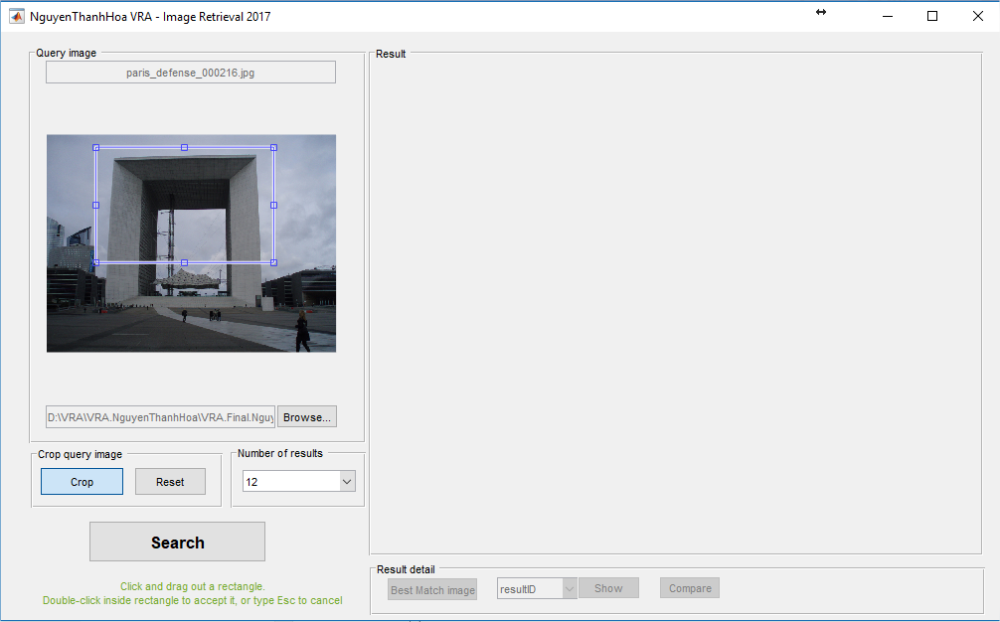 NguyenThanhHoa VRA - Image Retrieval 2017
Query image
paris_defense_000216.jpg
D:\VRA\VRA.NguyenThanhHoa\VRA.Final.Nguy
Browse...
Crop query image
Crop
Reset
Number of results
12
Search
Click and drag out a rectangle.
Double-click inside rectangle to accept it, or type Esc to cancel
Result
Result detail
Best Match image
resultID
Show
Compare